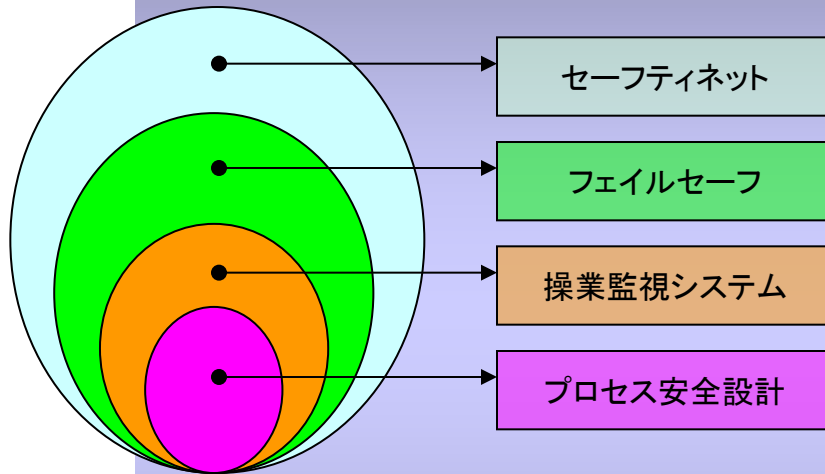 セーフティネット
フェイルセーフ
操業監視システム
プロセス安全設計